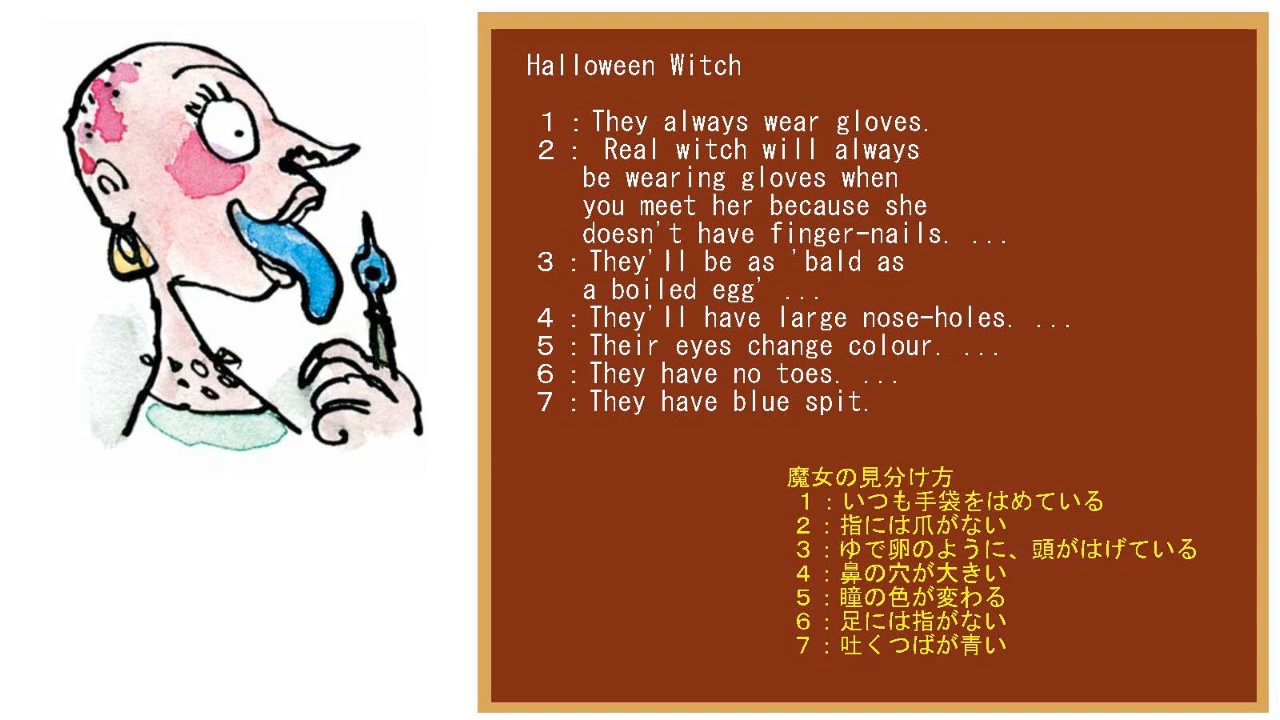 Halloween Witch
1 : They always wear gloves.
2 : Real witch will always
be wearing gloves when
you meet her because she
doesn't have finger-nails. ...
3 : They'll be as 'bald as
a boiled egg' ...
4 : They'll have large nose-holes. ...
5 : Their eyes change colour. ...
6 : They have no toes. ...
7 : They have blue spit.
魔女の見分け方
1：いつも手袋をはめている
2：指には爪がない
3：ゆで卵のように、頭がはげている
4：鼻の穴が大きい
5：瞳の色が変わる
6：足には指がない
7：吐くつばが青い